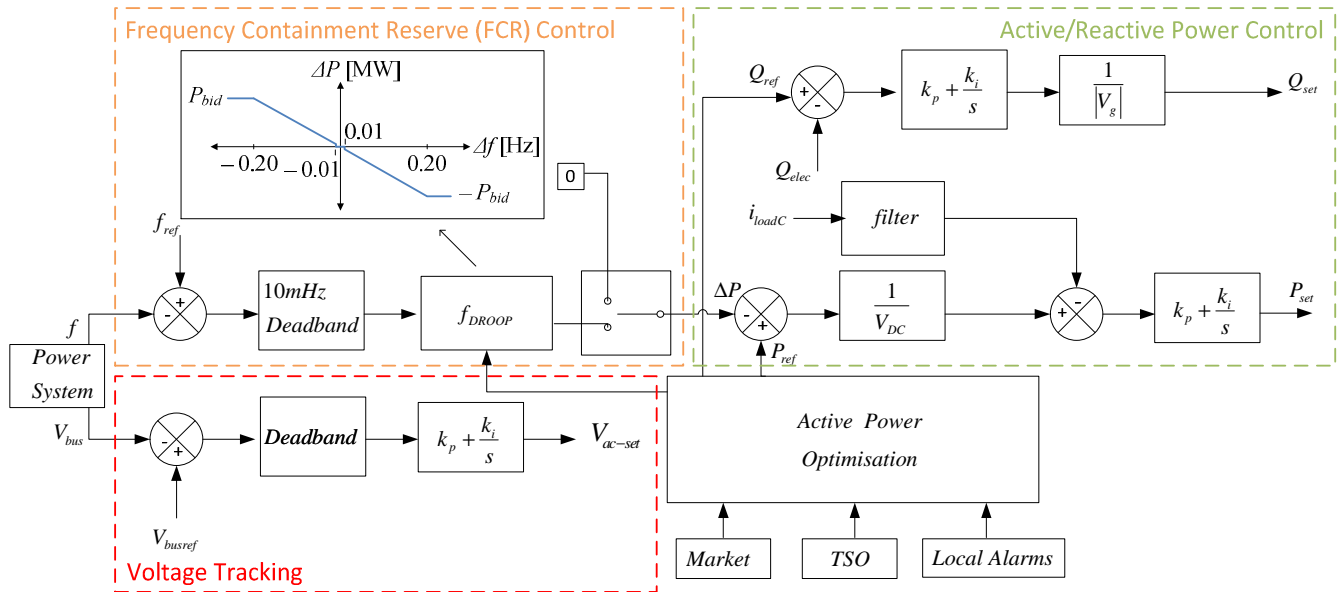 Frequency Containment Reserve (FCR) Control
ΔP [MW]
P_bid
0.01
Δf [Hz]
−0.20
−0.01
0.20
−P_bid
0
f_ref
+
-
10mHz
Deadband
f_DROOP
f
Power
System
V_bus
-
+
Deadband
k_p + k_i/s
V_ac−set
V_busref
Voltage Tracking
Active/Reactive Power Control
Q_ref
+
-
k_p + k_i/s
1/|V_g|
Q_set
Q_elec
i_loadC
filter
ΔP
-
+
1/V_DC
-
+
k_p + k_i/s
P_set
P_ref
Active Power
Optimisation
Market
TSO
Local Alarms